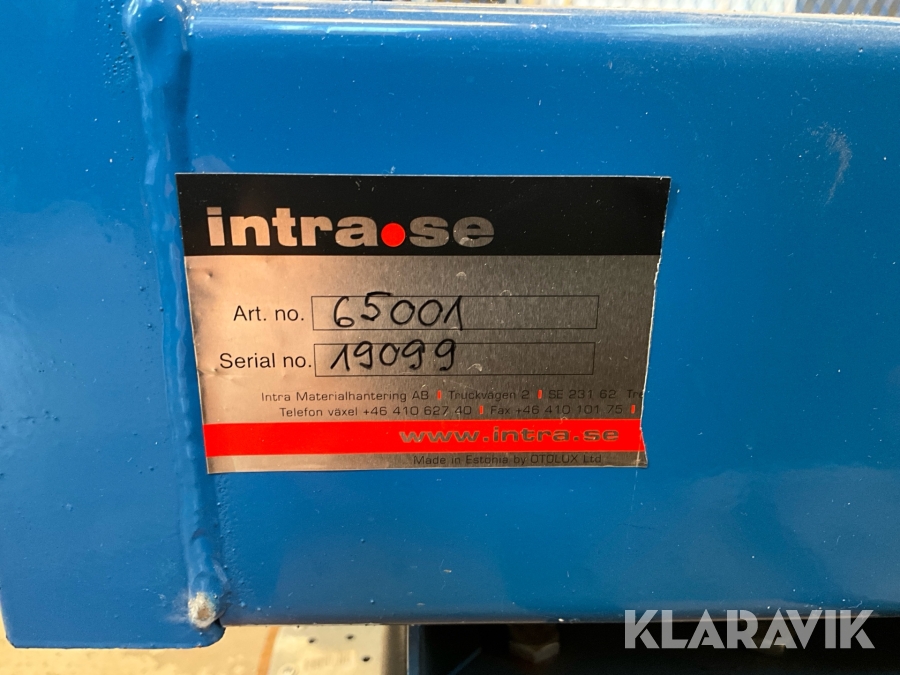 intra.se
Art. no. 65001
Serial no. 19099
Intra Materialhantering AB Truckvägen 2 SE 231 62
Telefon växel +46 410 627 40 Fax +46 410 101 75
www.intra.se
Made in Estonia by OTOLUX Ltd
KLARAVIK